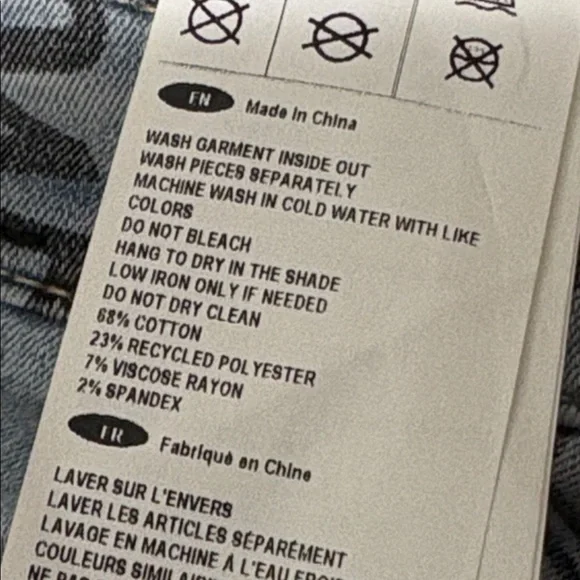 EN Made in China
WASH GARMENT INSIDE OUT
WASH PIECES SEPARATELY
MACHINE WASH IN COLD WATER WITH LIKE
COLORS
DO NOT BLEACH
HANG TO DRY IN THE SHADE
LOW IRON ONLY IF NEEDED
DO NOT DRY CLEAN
68% COTTON
23% RECYCLED POLYESTER
7% VISCOSE RAYON
2% SPANDEX
FR Fabriqué en Chine
LAVER SUR L'ENVERS
LAVER LES ARTICLES SÉPARÉMENT
LAVAGE EN MACHINE À L'EAU
COULEURS